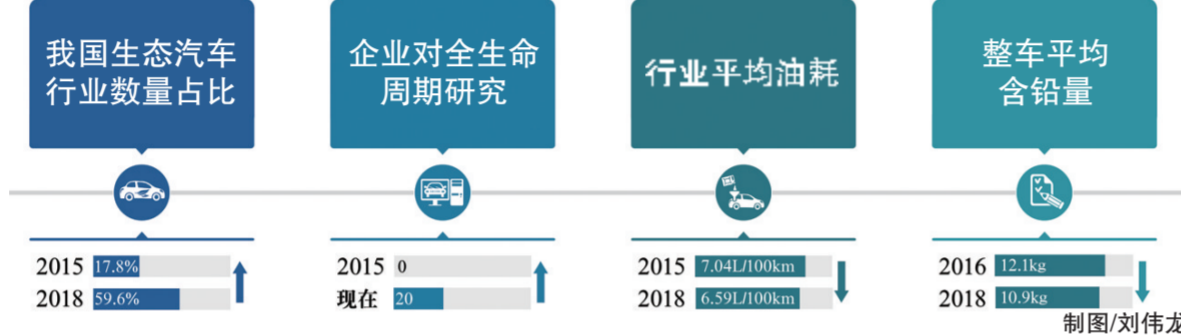 我国生态汽车
行业数量占比
企业对全生命
周期研究
行业平均油耗
整车平均
含铅量
2015 17.8%
2018 59.6%
2015 0
现在 20
2015 7.04L/100km
2018 6.59L/100km
2016 12.1kg
2018 10.9kg
制图/刘伟龙